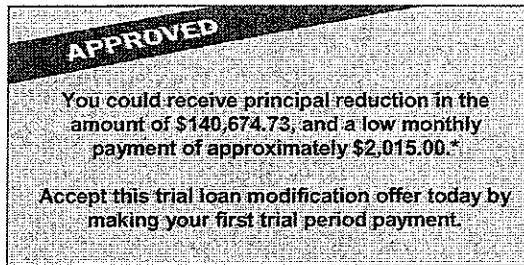 APPROVED
You could receive principal reduction in the
amount of $140,674.73, and a low monthly
payment of approximately $2,015.00.*
Accept this trial loan modification offer today by
making your first trial period payment.